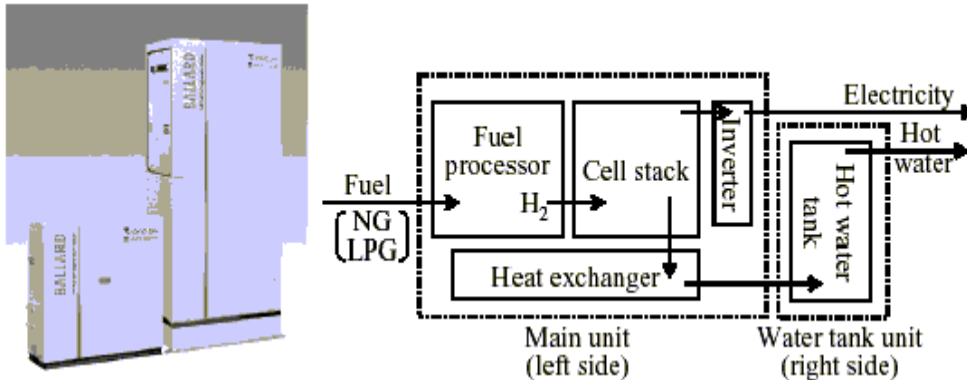 BALLARD
BALLARD
Fuel
NG
LPG
Fuel
processor
H2
Cell stack
Inverter
Heat exchanger
Electricity
Hot
water
Hot water
tank
Main unit
(left side)
Water tank unit
(right side)